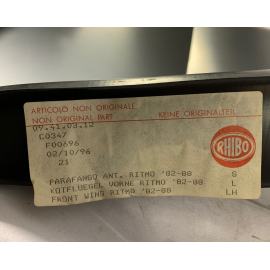 ARTICOLO NON ORIGINALE
NON ORIGINAL PART KEINE ORIGINALTEIL
09.41.03.12
C0347
F00696
02/10/96
21
RHIBO
PARAFANGO ANT. RITMO '82-88 S
KOTFLUEGEL VORNE RITMO '82-88 L
FRONT WING RITMO '82-88 LH